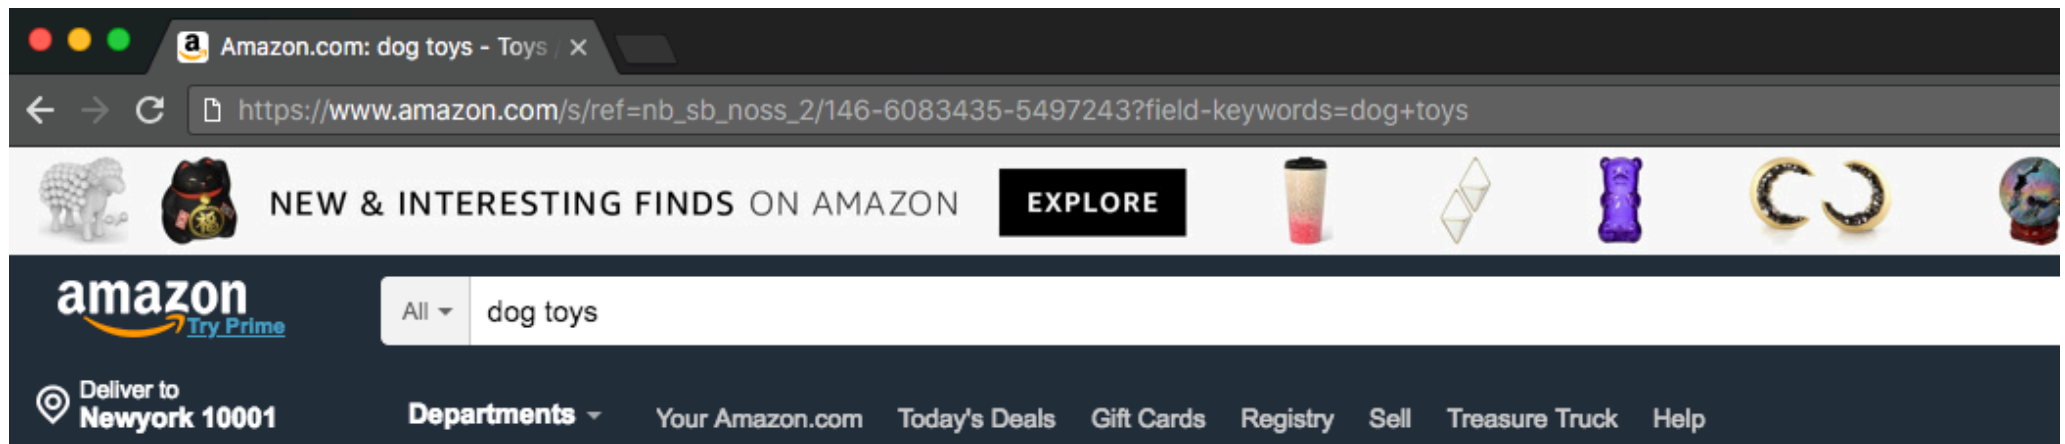 Amazon.com: dog toys - Toys /
https://www.amazon.com/s/ref=nb_sb_noss_2/146-6083435-5497243?field-keywords=dog+toys
福
NEW & INTERESTING FINDS ON AMAZON EXPLORE
amazon
Try Prime
All dog toys
Deliver to
Newyork 10001
Departments Your Amazon.com Today's Deals Gift Cards Registry Sell Treasure Truck Help